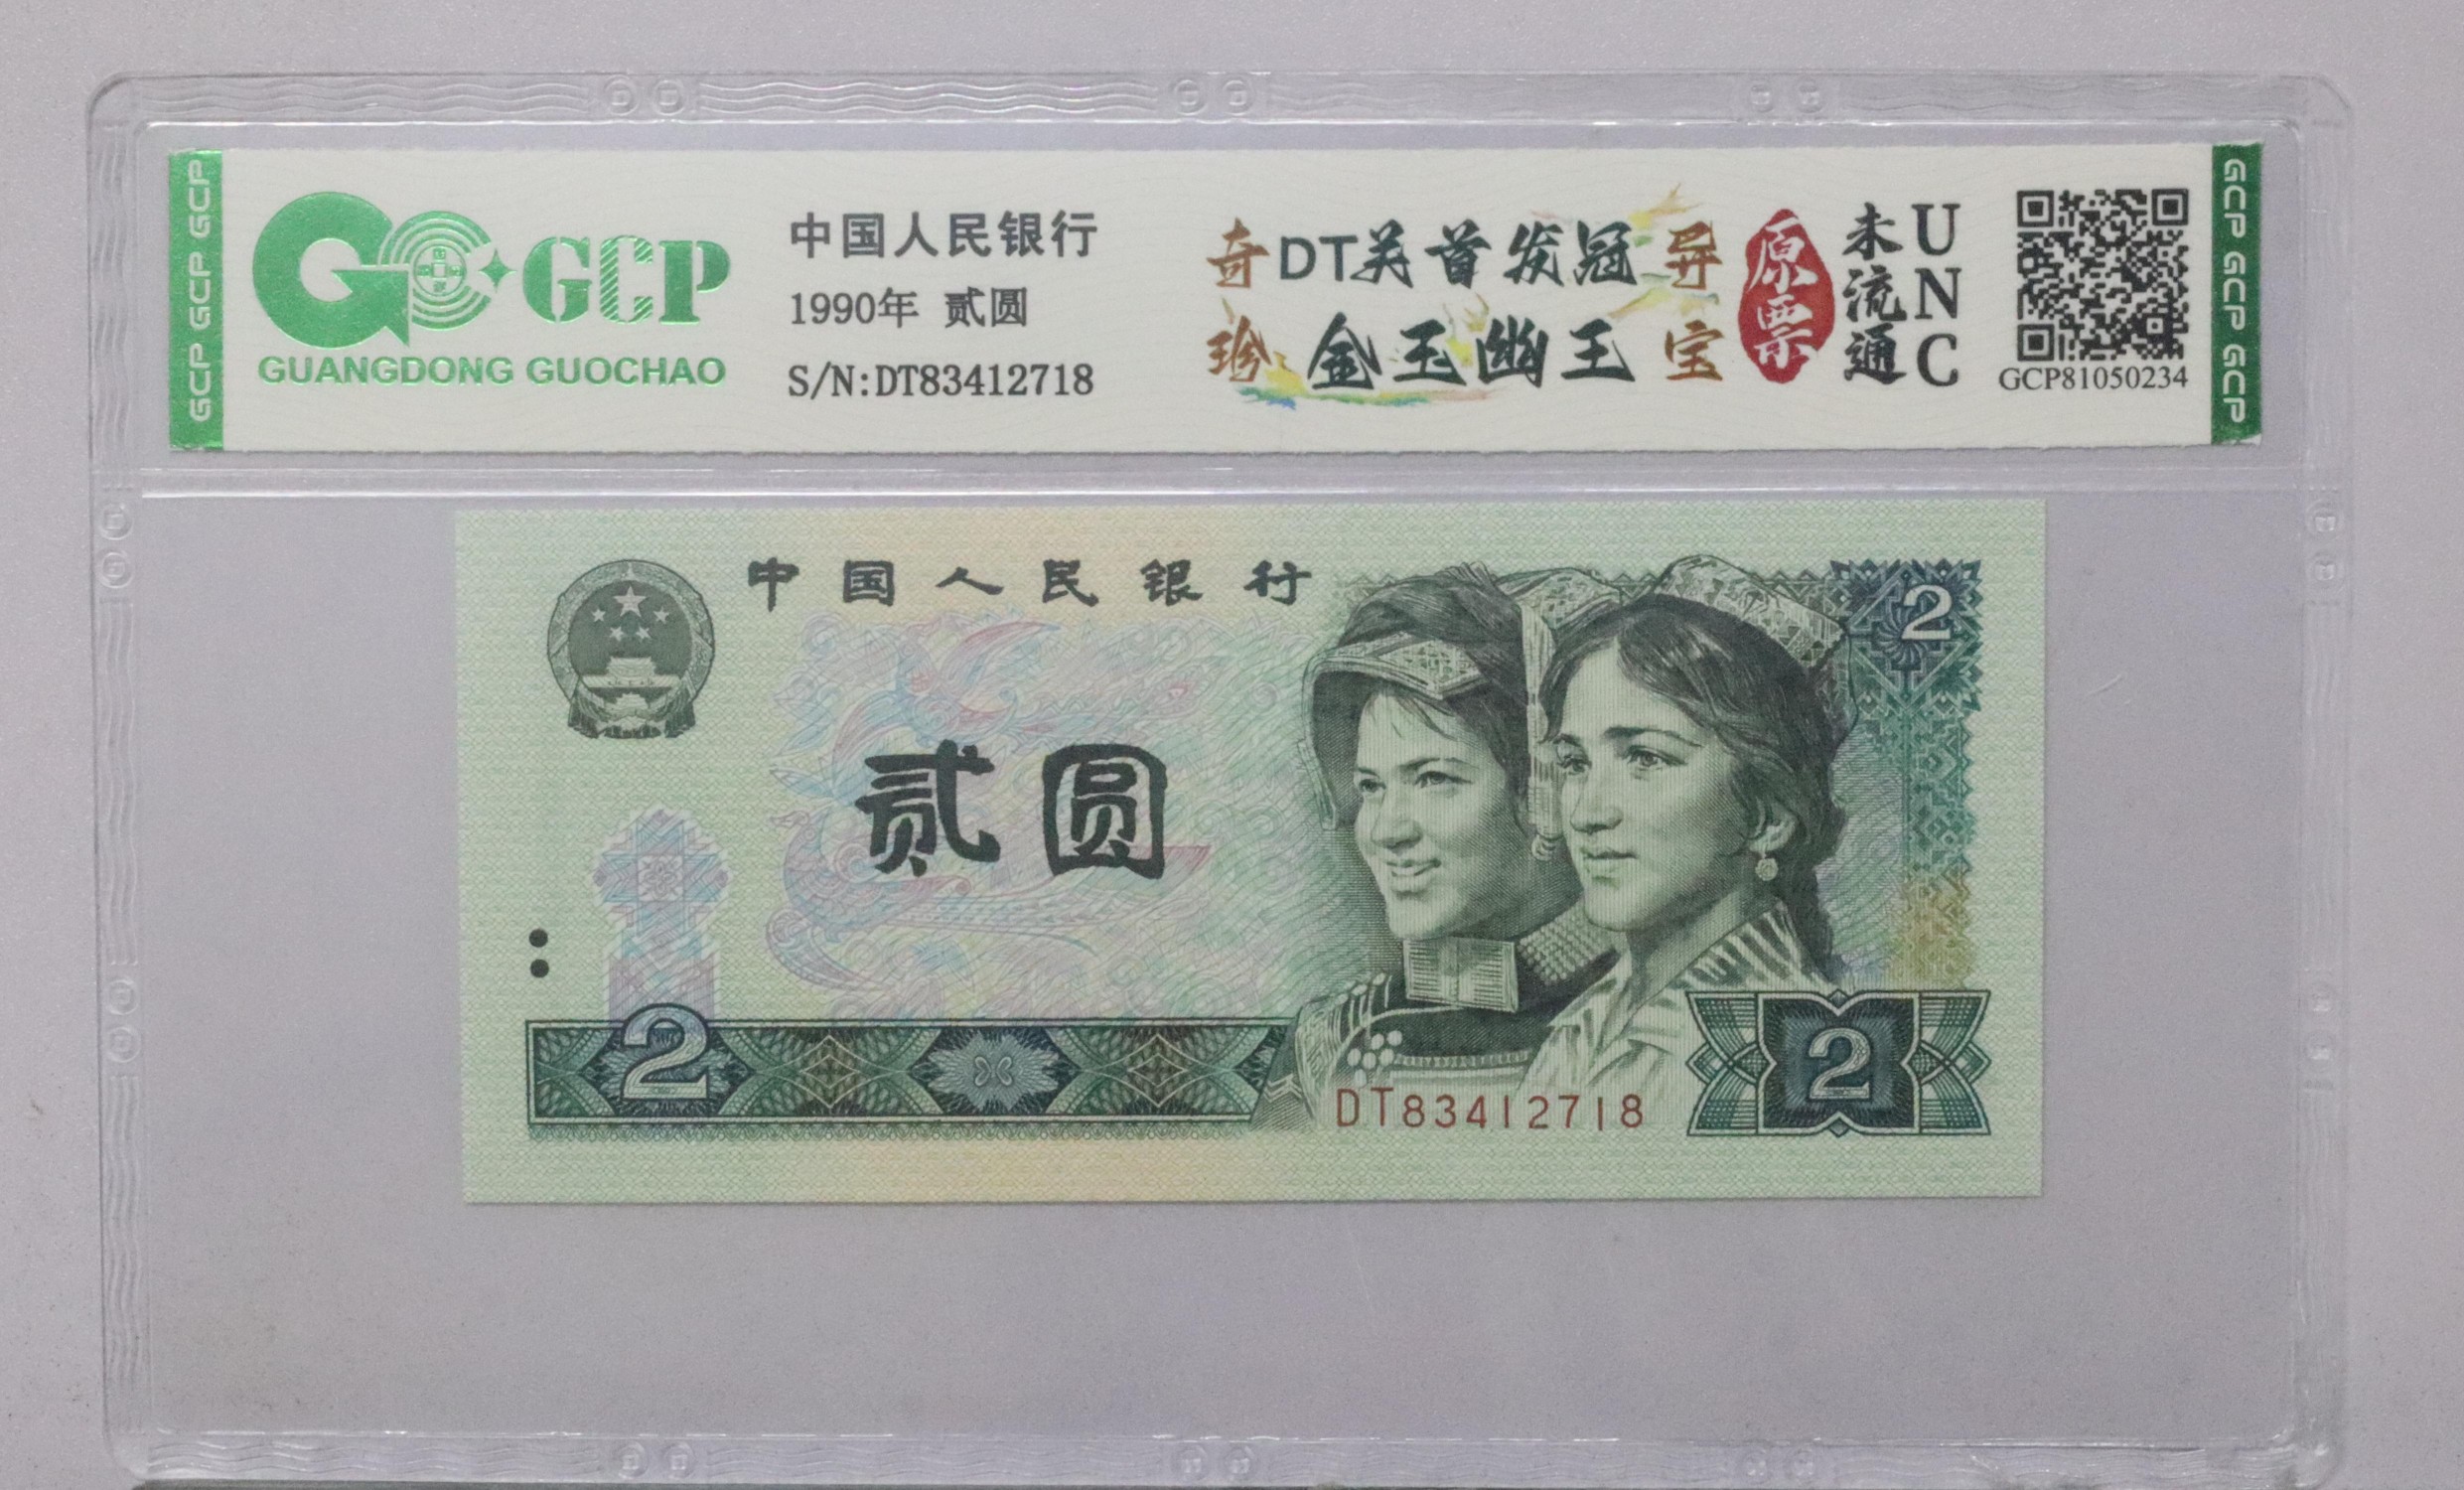 GCP GCP GCP
GCP
GUANGDONG GUOCHAO
中国人民银行
1990年 贰圆
S/N:DT83412718
奇珍
DT关首发冠
金玉幽王
异宝
原票
未流通
UNC
GCP81050234
GCP GCP GCP
中国人民银行
2
贰圆
2
DT83412718
2